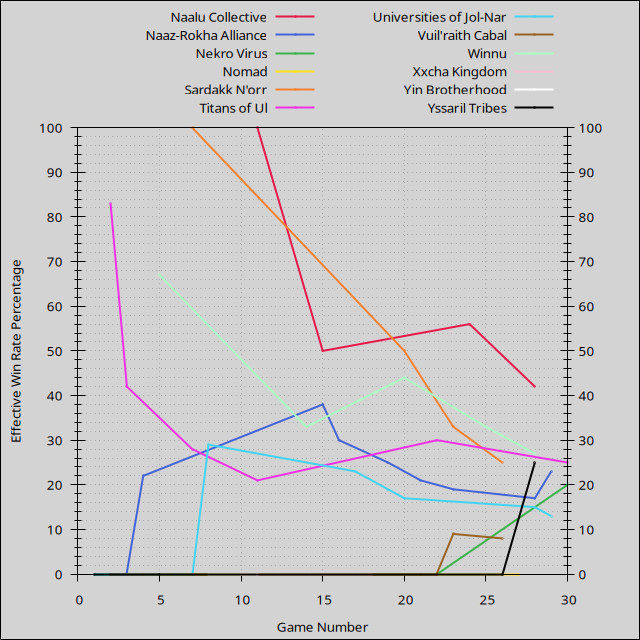 Naalu Collective
Naaz-Rokha Alliance
Nekro Virus
Nomad
Sardakk N'orr
Titans of Ul
Universities of Jol-Nar
Vuil'raith Cabal
Winnu
Xxcha Kingdom
Yin Brotherhood
Yssaril Tribes
100 100
90 90
80 80
70 70
60 60
50 50
40 40
30 30
20 20
10 10
0 0
0 5 10 15 20 25 30
Effective Win Rate Percentage
Game Number